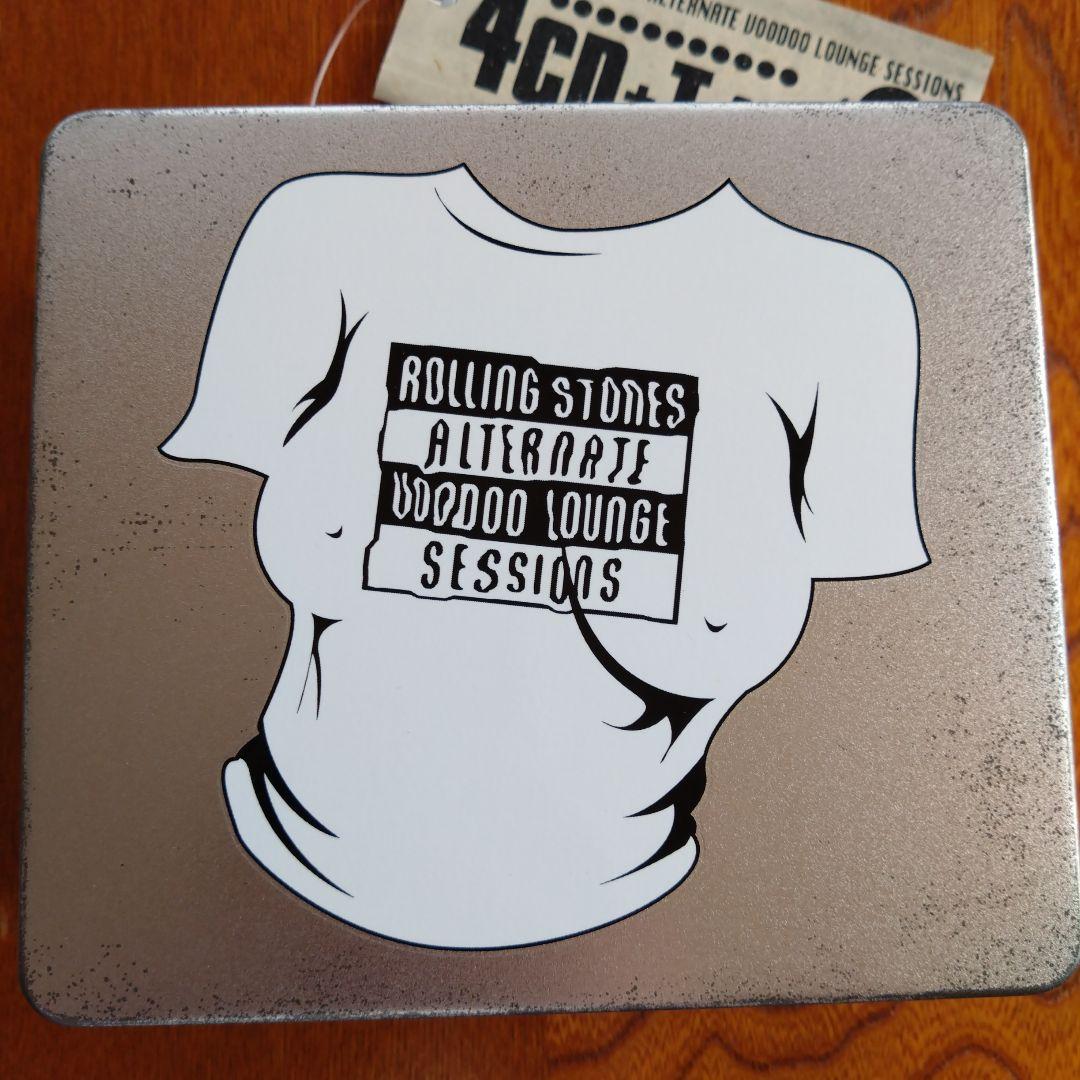 ALTERNATE VOODOO LOUNGE SESSIONS
4CD+T
ROLLING STONES
ALTERNATE
VOODOO LOUNGE
SESSIONS